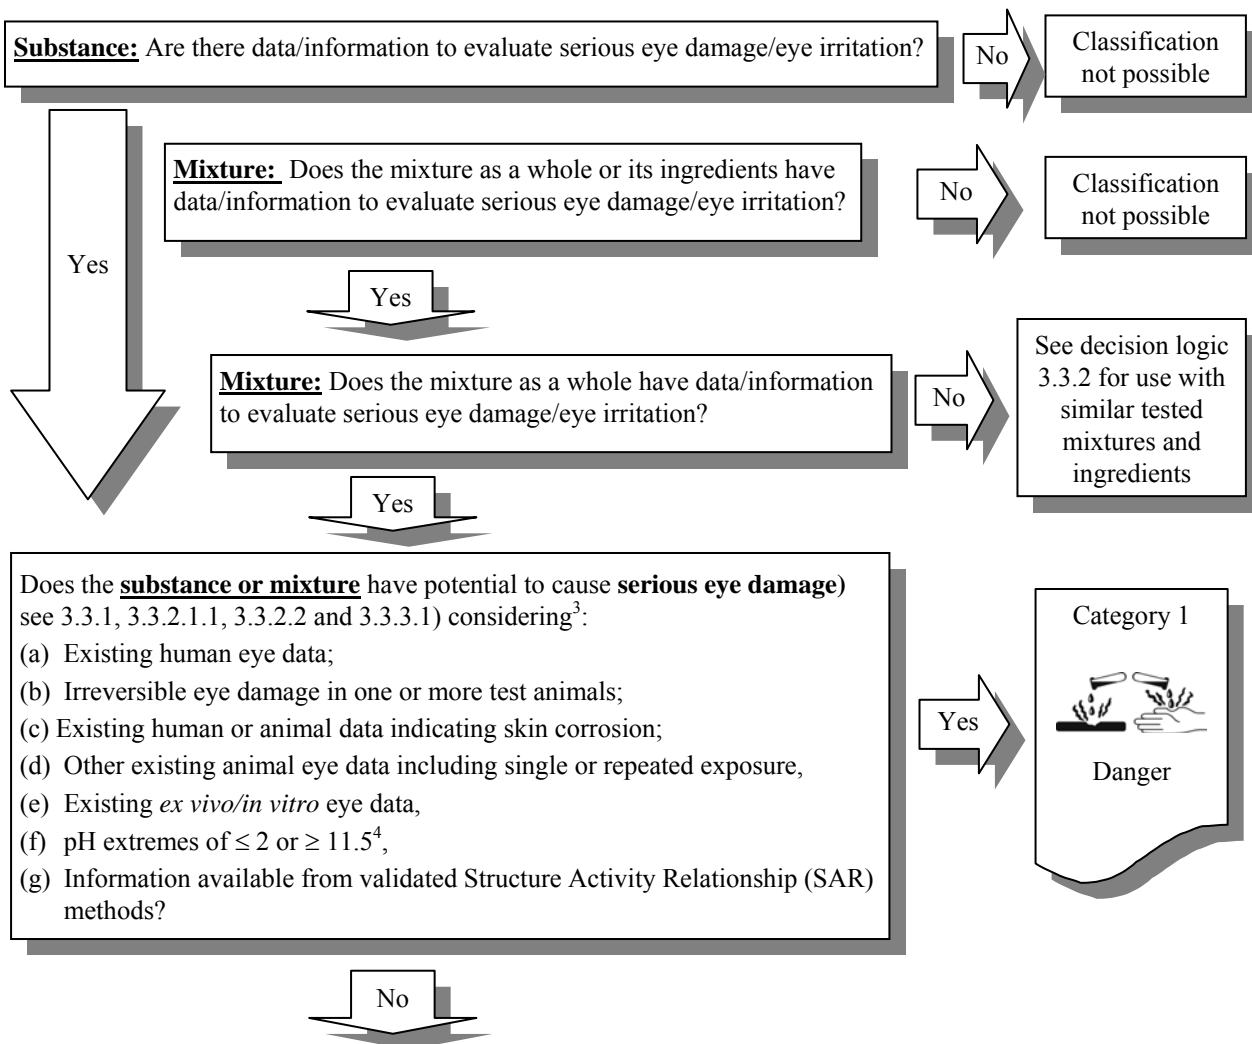 Substance: Are there data/information to evaluate serious eye damage/eye irritation?
No
Classification
not possible
Mixture: Does the mixture as a whole or its ingredients have
data/information to evaluate serious eye damage/eye irritation?
No
Classification
not possible
Yes
Yes
Mixture: Does the mixture as a whole have data/information
to evaluate serious eye damage/eye irritation?
No
See decision logic
3.3.2 for use with
similar tested
mixtures and
ingredients
Yes
Does the substance or mixture have potential to cause serious eye damage)
see 3.3.1, 3.3.2.1.1, 3.3.2.2 and 3.3.3.1) considering³:
(a) Existing human eye data;
(b) Irreversible eye damage in one or more test animals;
(c) Existing human or animal data indicating skin corrosion;
(d) Other existing animal eye data including single or repeated exposure,
(e) Existing ex vivo/in vitro eye data,
(f) pH extremes of ≤ 2 or ≥ 11.5⁴,
(g) Information available from validated Structure Activity Relationship (SAR)
methods?
Yes
Category 1
Danger
No